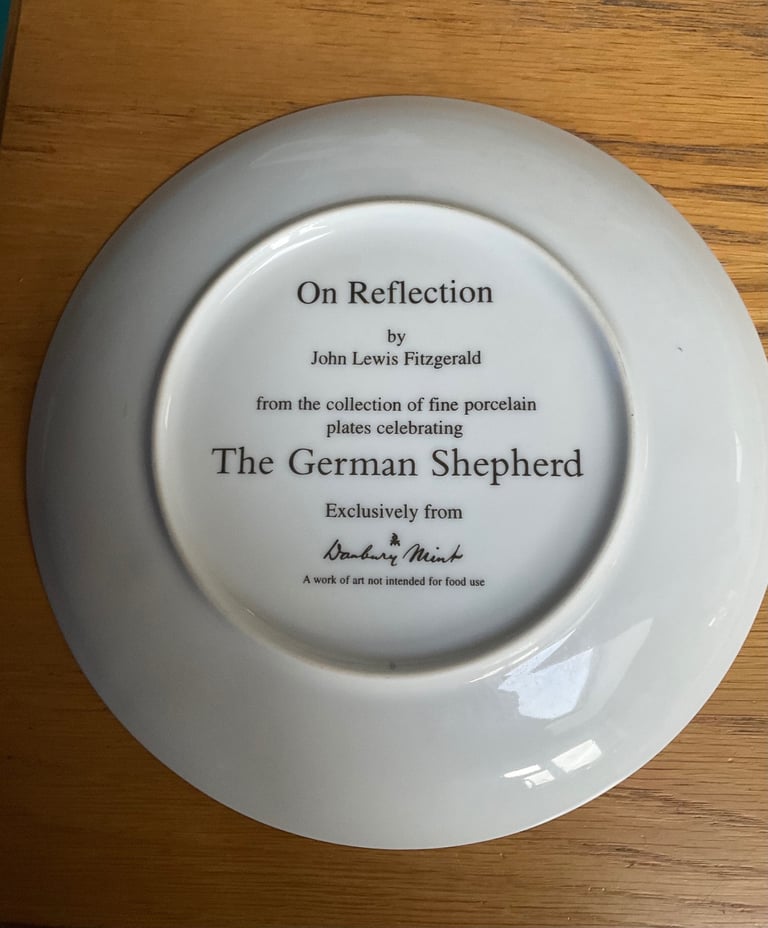 On Reflection
by
John Lewis Fitzgerald
from the collection of fine porcelain
plates celebrating
The German Shepherd
Exclusively from
Danbury Mint
A work of art not intended for food use